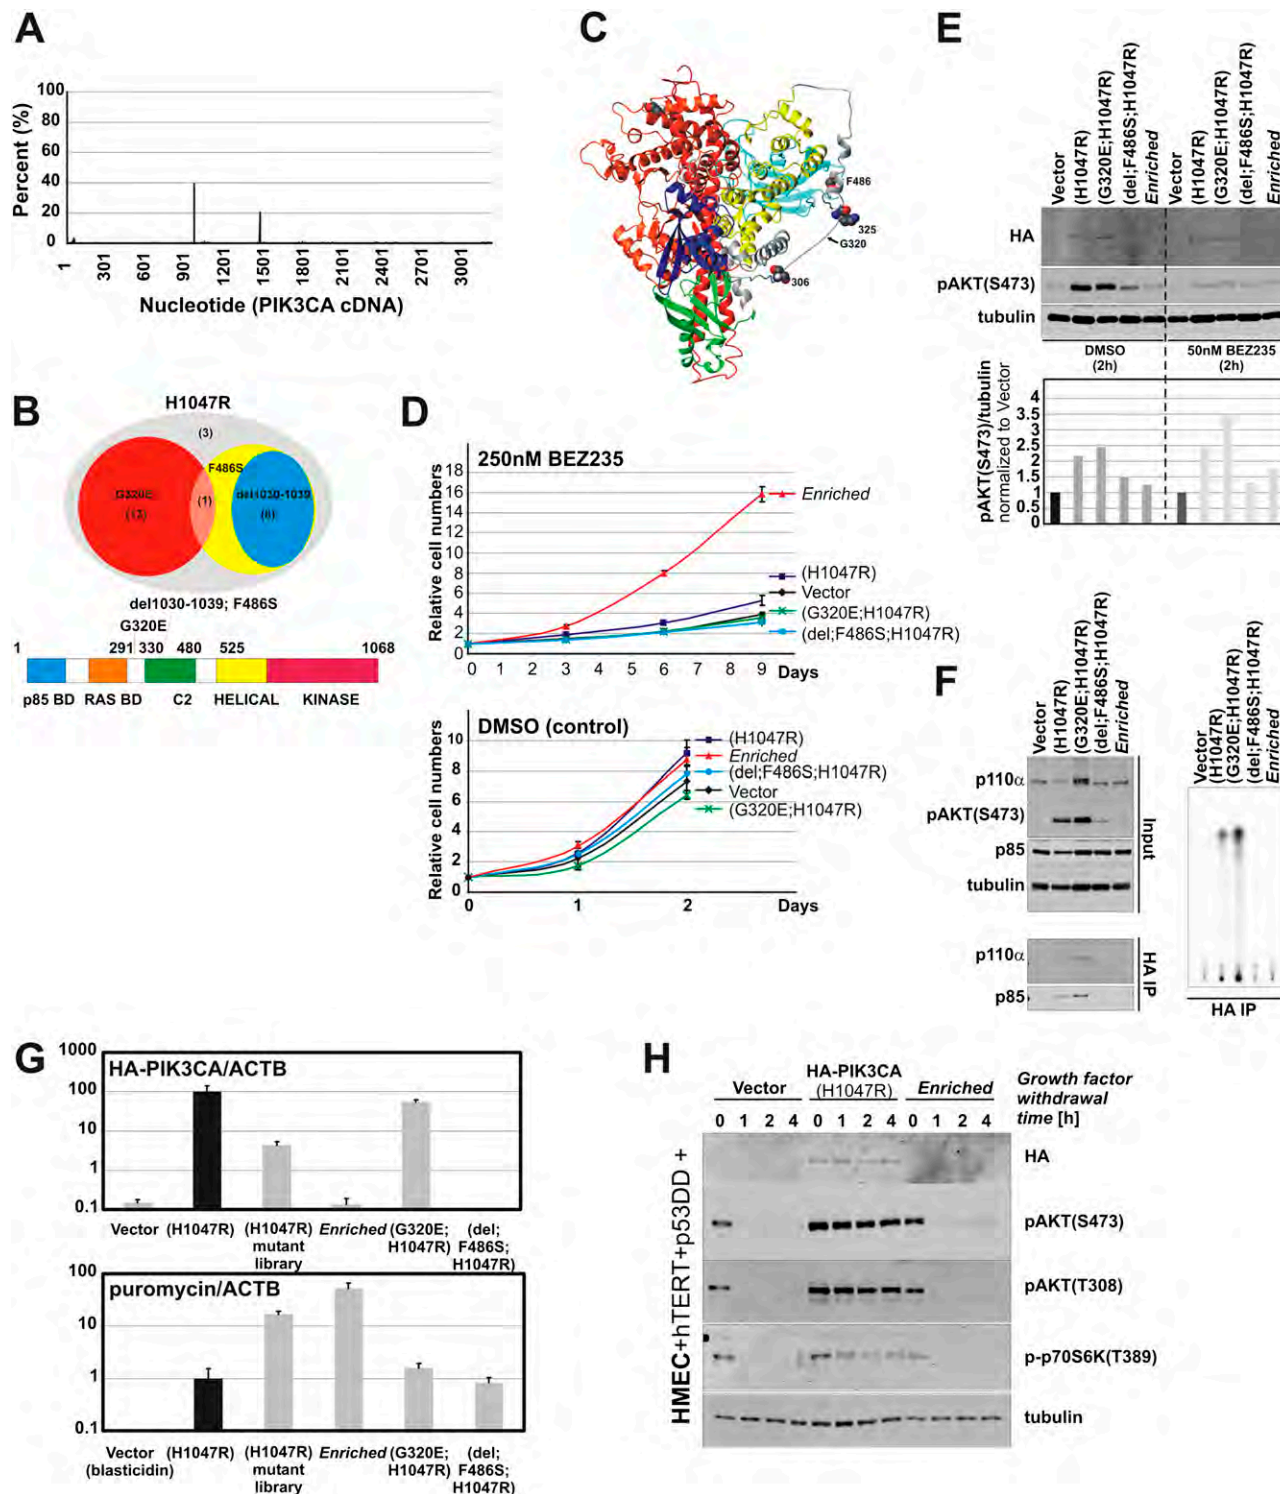 A
Percent (%)
100
80
60
40
20
0
1
301
601
901
1201
1501
1801
2101
2401
2701
3001
Nucleotide (PIK3CA cDNA)
B
H1047R
(3)
F486S
G320E
(13)
(1)
del1030-1039
del1030-1039; F486S
G320E
1 291 330 480 525 1068
p85 BD RAS BD C2 HELICAL KINASE
C
F486
325
G320
306
D
250nM BEZ235
Relative cell numbers
18
16
14
12
10
8
6
4
2
0
0 1 2 3 4 5 6 7 8 9 Days
Enriched
(H1047R)
Vector
(G320E;H1047R)
(del;F486S;H1047R)
DMSO (control)
Relative cell numbers
10
8
6
4
2
0
0 1 2 Days
(H1047R)
Enriched
(del;F486S;H1047R)
Vector
(G320E;H1047R)
E
Vector
(H1047R)
(G320E;H1047R)
(del;F486S;H1047R)
Enriched
Vector
(H1047R)
(G320E;H1047R)
(del;F486S;H1047R)
Enriched
HA
pAKT(S473)
tubulin
DMSO
(2h)
50nM BEZ235
(2h)
pAKT(S473)/tubulin
normalized to Vector
4
3.5
3
2.5
2
1.5
1
0.5
0
F
Vector
(H1047R)
(G320E;H1047R)
(del;F486S;H1047R)
Enriched
p110α
pAKT(S473)
p85
tubulin
Input
p110α
p85
HA IP
Vector
(H1047R)
(G320E;H1047R)
(del;F486S;H1047R)
Enriched
HA IP
G
HA-PIK3CA/ACTB
1000
100
10
1
0.1
Vector (H1047R) (H1047R) Enriched (G320E; (del;
mutant H1047R) F486S;
library H1047R)
puromycin/ACTB
100
10
1
0.1
Vector (H1047R) (H1047R) Enriched (G320E; (del;
(blasticidin) mutant H1047R) F486S;
library H1047R)
H
HMEC+hTERT+p53DD +
Vector
HA-PIK3CA
(H1047R)
Enriched
Growth factor
withdrawal
time [h]
0 1 2 4 0 1 2 4 0 1 2 4
HA
pAKT(S473)
pAKT(T308)
p-p70S6K(T389)
tubulin